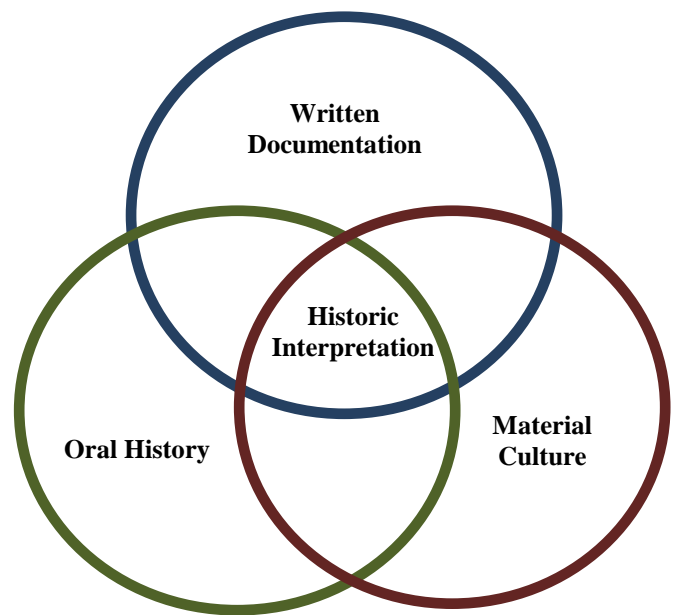 Written
Documentation
Historic
Interpretation
Oral History
Material
Culture